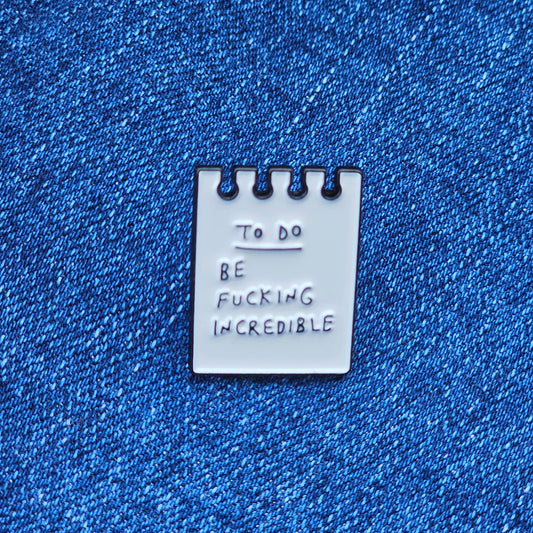 TO DO
BE
FUCKING
INCREDIBLE